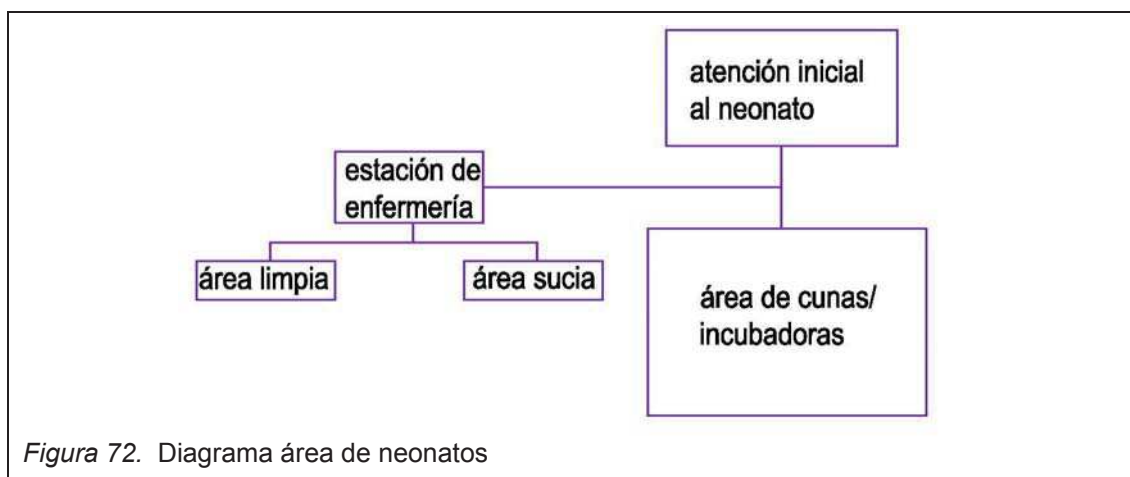 atención inicial
al neonato
estación de
enfermería
área limpia
área sucia
área de cunas/
incubadoras
Figura 72. Diagrama área de neonatos